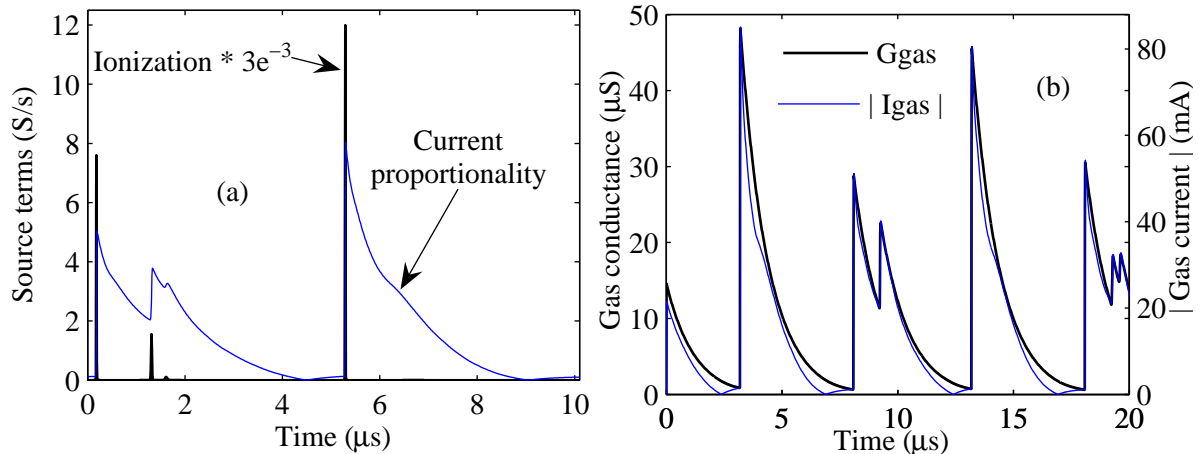 12
10
8
6
4
2
0
Source terms (S/s)
Ionization * 3e⁻³
(a)
Current
proportionality
0 2 4 6 8 10
Time (μs)
50
40
30
20
10
0
Gas conductance (μS)
Ggas
| Igas |
(b)
80
60
40
20
0
| Gas current | (mA)
0 5 10 15 20
Time (μs)